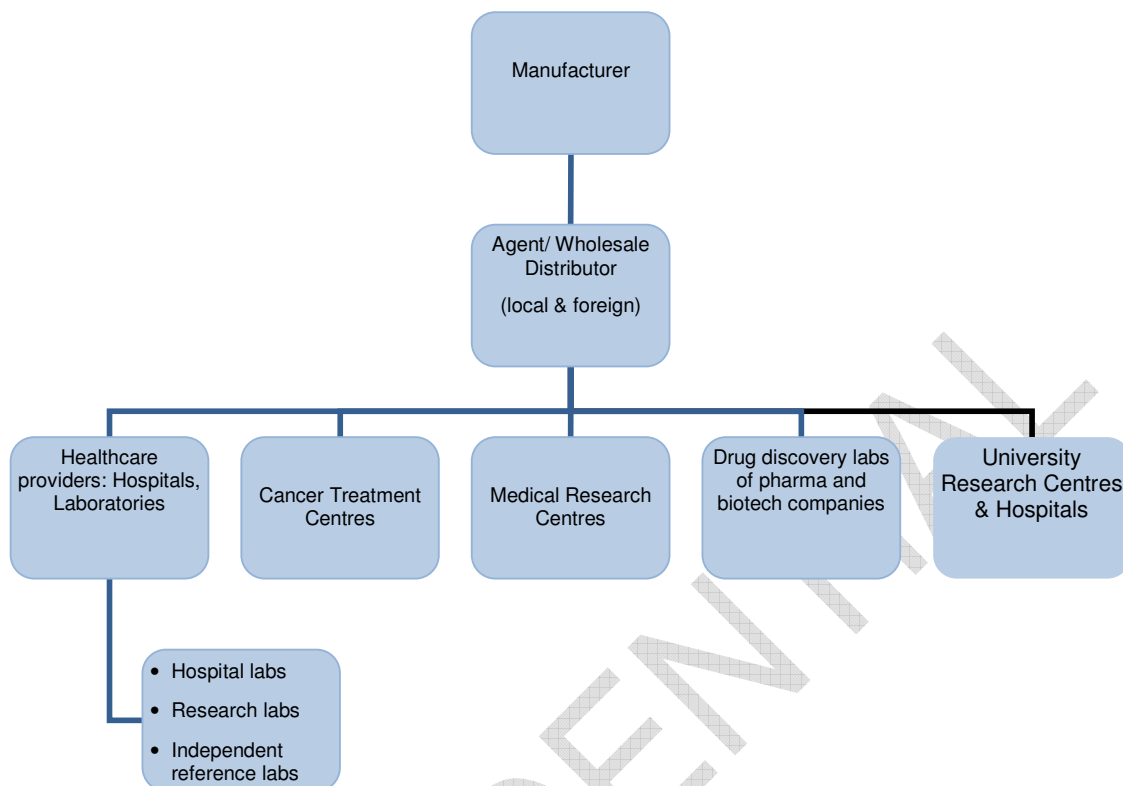 Manufacturer
Agent/ Wholesale
Distributor
(local & foreign)
Healthcare
providers: Hospitals,
Laboratories
Cancer Treatment
Centres
Medical Research
Centres
Drug discovery labs
of pharma and
biotech companies
University
Research Centres
& Hospitals
• Hospital labs
• Research labs
• Independent
reference labs